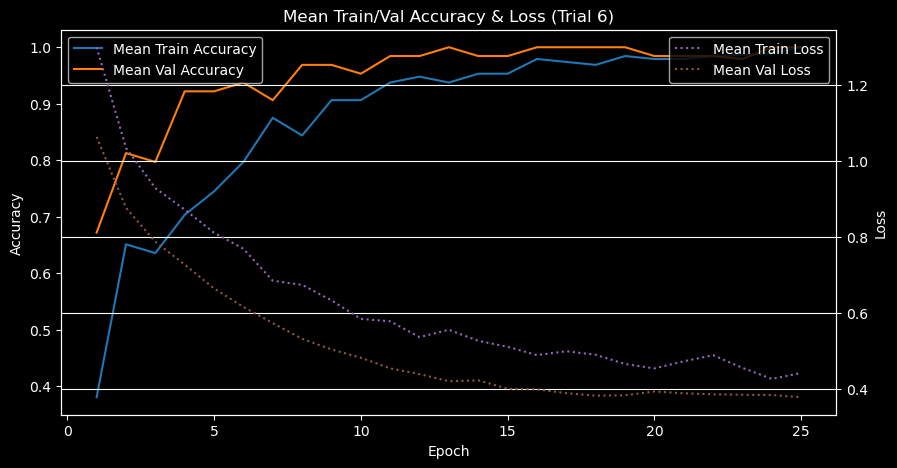 Mean Train/Val Accuracy & Loss (Trial 6)
Mean Train Accuracy
Mean Val Accuracy
Mean Train Loss
Mean Val Loss
1.0
0.9
0.8
0.7
0.6
0.5
0.4
Accuracy
1.2
1.0
0.8
0.6
0.4
Loss
0
5
10
15
20
25
Epoch